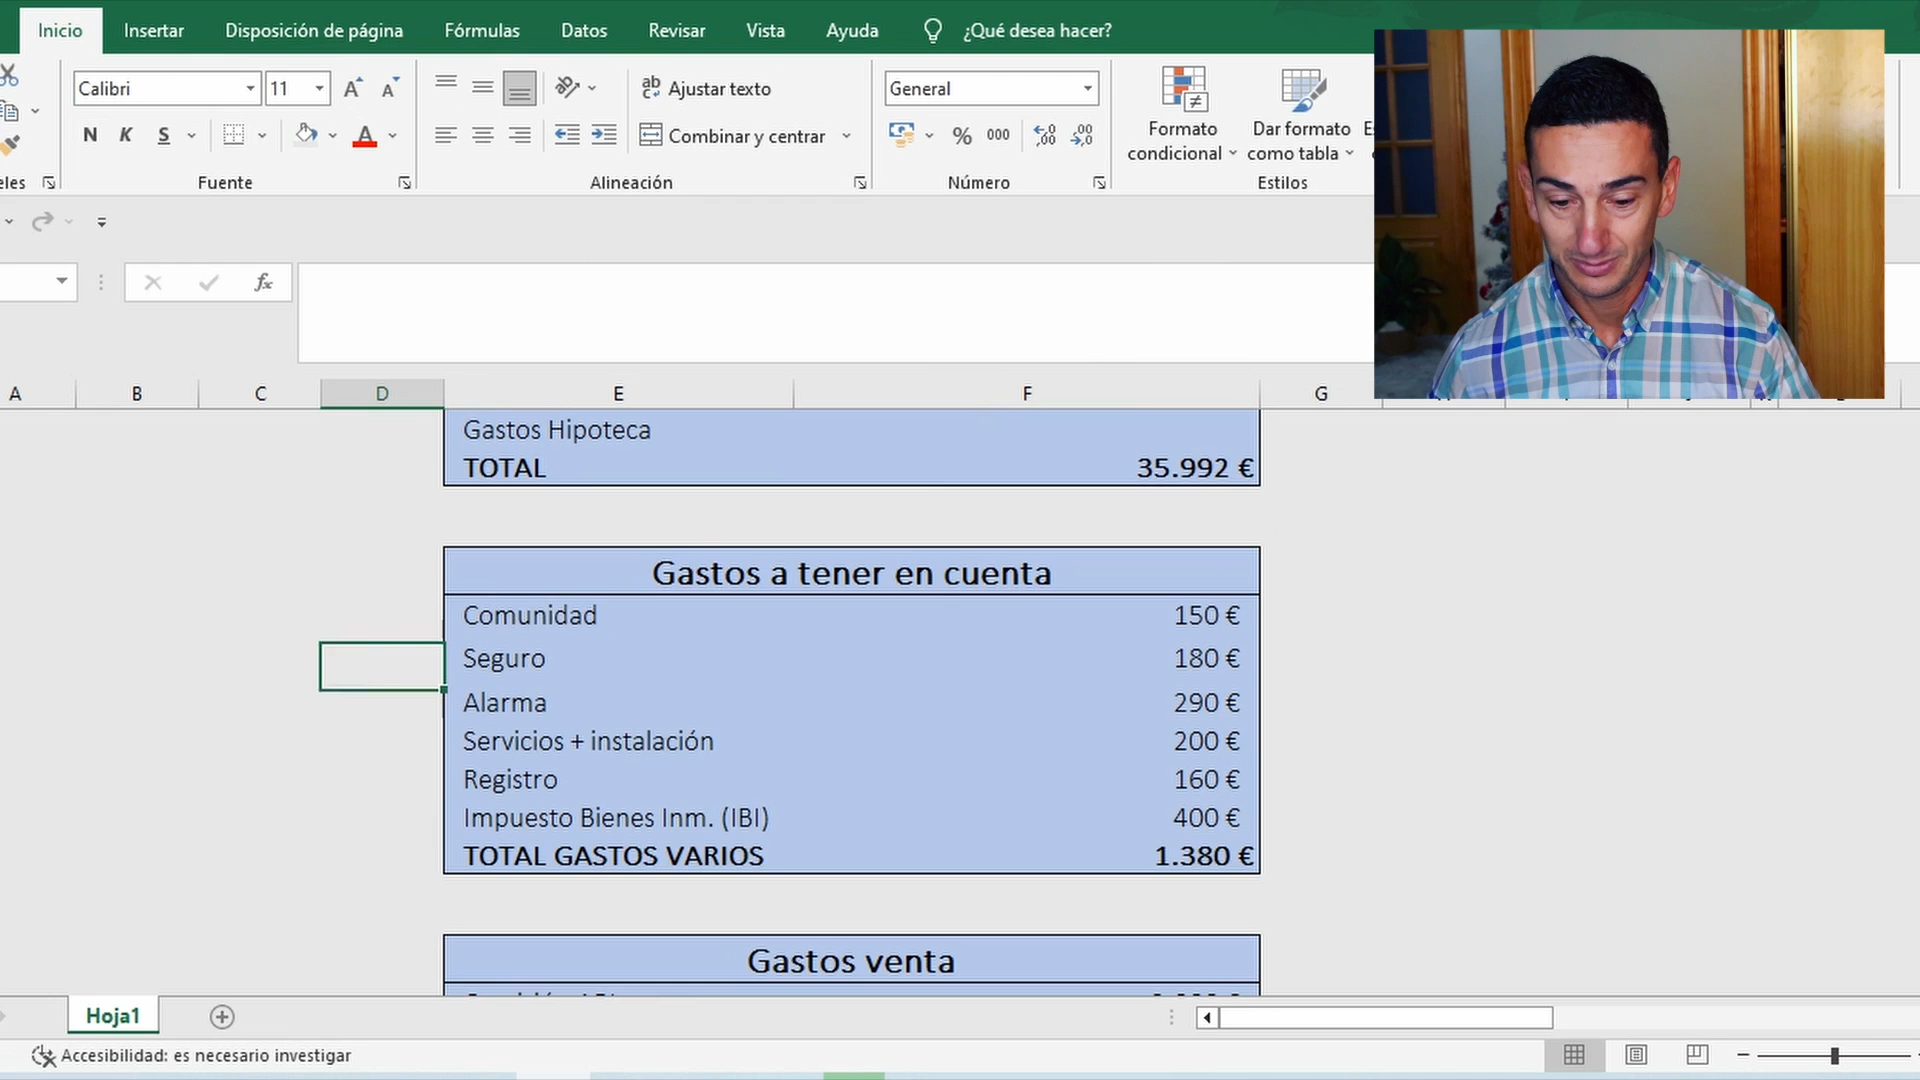 Inicio Insertar Disposición de página Fórmulas Datos Revisar Vista Ayuda ¿Qué desea hacer?
Calibri 11 Ajustar texto General
N K S Combinar y centrar % 000
Formato condicional Dar formato como tabla
Fuente Alineación Número Estilos
fx
A B C D E F G
Gastos Hipoteca
TOTAL 35.992 €
Gastos a tener en cuenta
Comunidad 150 €
Seguro 180 €
Alarma 290 €
Servicios + instalación 200 €
Registro 160 €
Impuesto Bienes Inm. (IBI) 400 €
TOTAL GASTOS VARIOS 1.380 €
Gastos venta
Hoja1
Accesibilidad: es necesario investigar